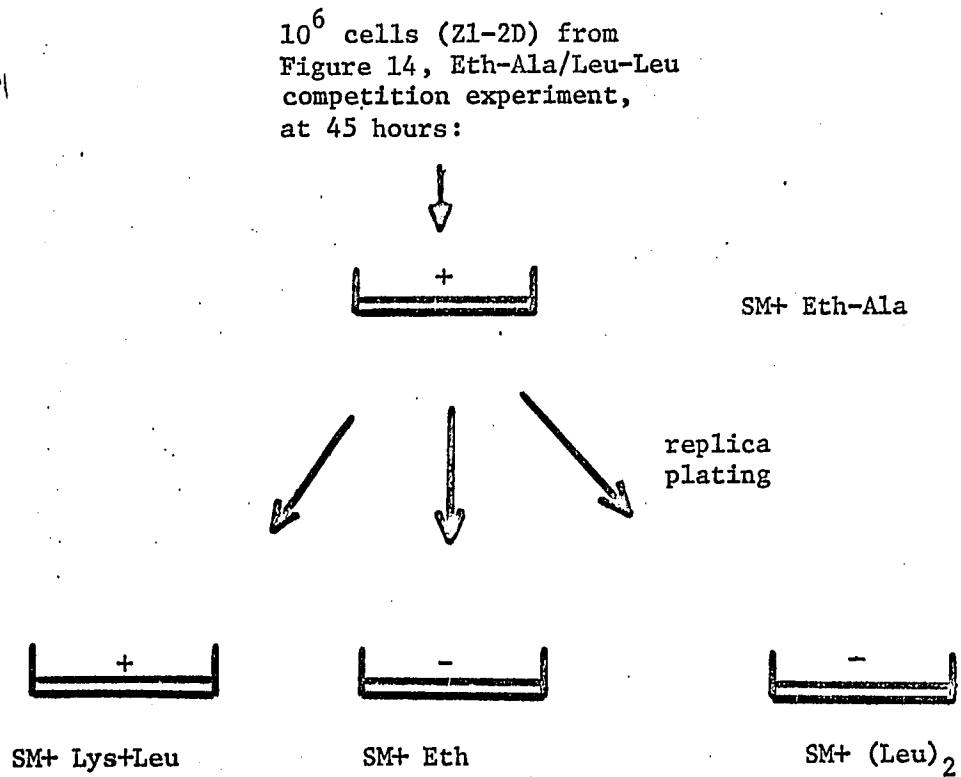 10^6 cells (Z1-2D) from
Figure 14, Eth-Ala/Leu-Leu
competition experiment,
at 45 hours:
+
SM+ Eth-Ala
replica
plating
+
-
-
SM+ Lys+Leu
SM+ Eth
SM+ (Leu)_2